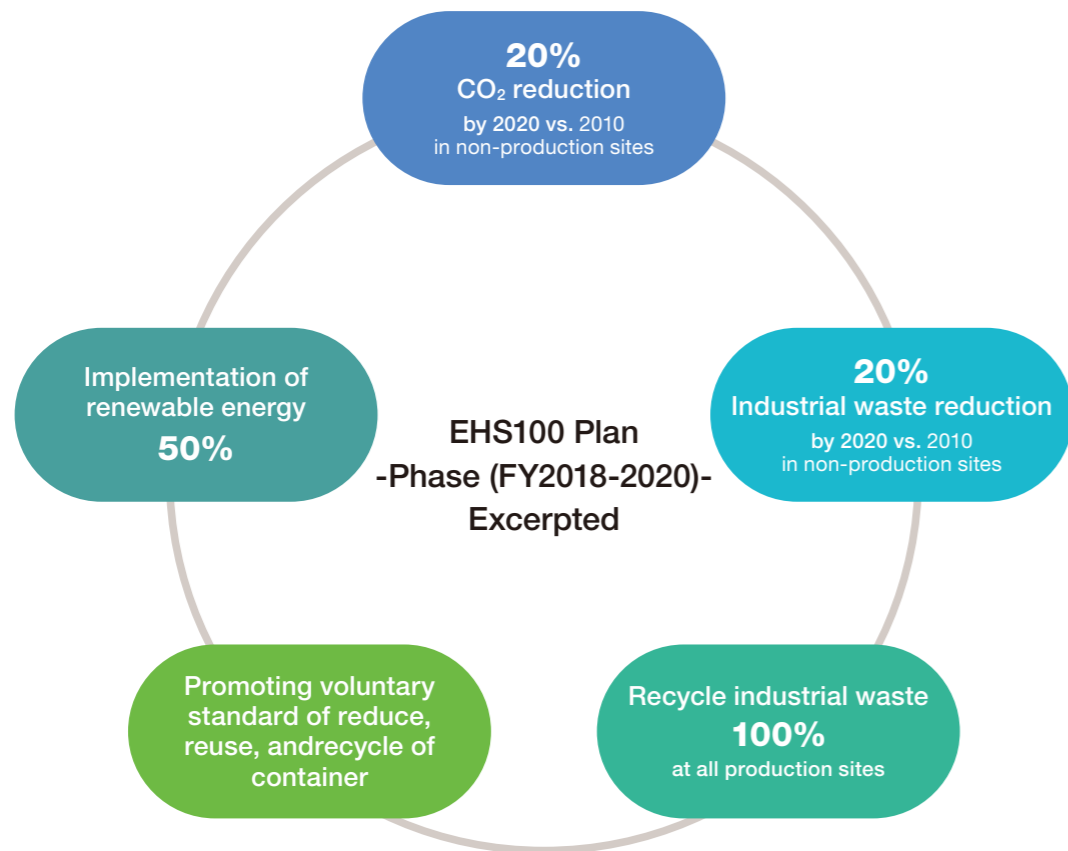 20%
CO₂ reduction
by 2020 vs. 2010
in non-production sites
Implementation of
renewable energy
50%
20%
Industrial waste reduction
by 2020 vs. 2010
in non-production sites
EHS100 Plan
-Phase (FY2018-2020)-
Excerpted
Promoting voluntary
standard of reduce,
reuse, andrecycle of
container
Recycle industrial waste
100%
at all production sites